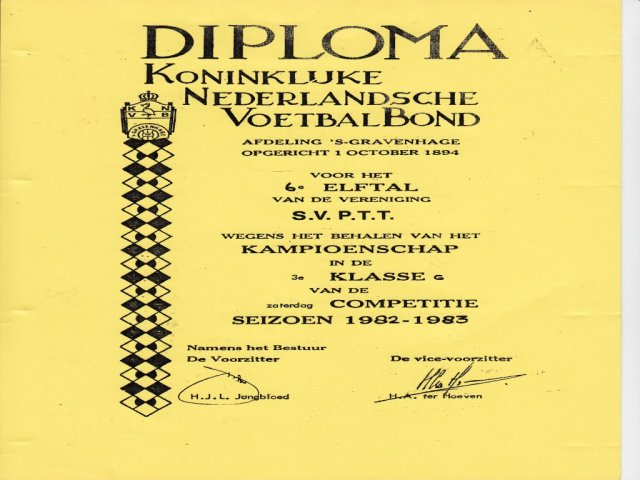 DIPLOMA
KONINKLIJKE
NEDERLANDSCHE
VOETBALBOND
K N
V B
AFDELING 'S-GRAVENHAGE
OPGERICHT 1 OCTOBER 1894
VOOR HET
6e ELFTAL
VAN DE VERENIGING
S.V. P.T.T.
WEGENS HET BEHALEN VAN HET
KAMPIOENSCHAP
IN DE
3e KLASSE G
VAN DE
zaterdag COMPETITIE
SEIZOEN 1982-1983
Namens het Bestuur
De Voorzitter De vice-voorzitter
H.J.L. Jongbloed H.A. ter Hoeven